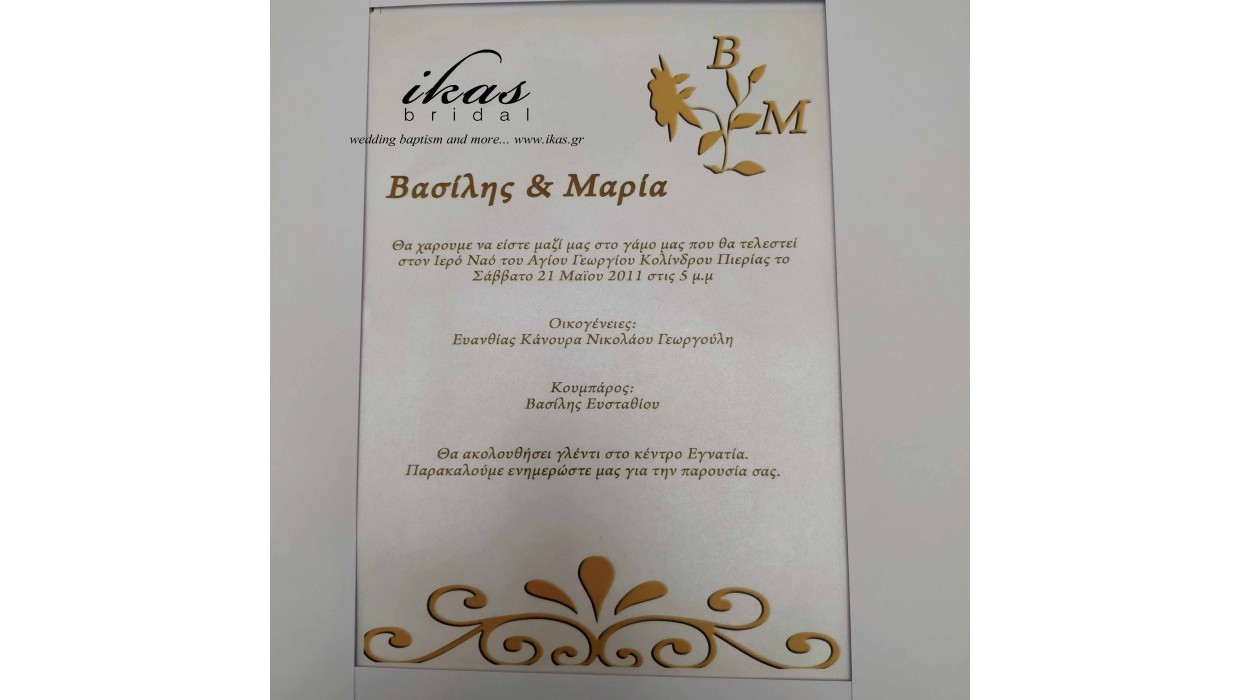 ikas
bridal
wedding baptism and more... www.ikas.gr
B
M
Βασίλης & Μαρία
Θα χαρουμε να είστε μαζί μας στο γάμο μας που θα τελεστεί
στον Ιερό Ναό του Αγίου Γεωργίου Κολίνδρου Πιερίας το
Σάββατο 21 Μαϊου 2011 στις 5 μ.μ
Οικογένειες:
Ευανθίας Κάνουρα Νικολάου Γεωργούλη
Κουμπάρος:
Βασίλης Ευσταθίου
Θα ακολουθήσει γλέντι στο κέντρο Εγνατία.
Παρακαλούμε ενημερώστε μας για την παρουσία σας.